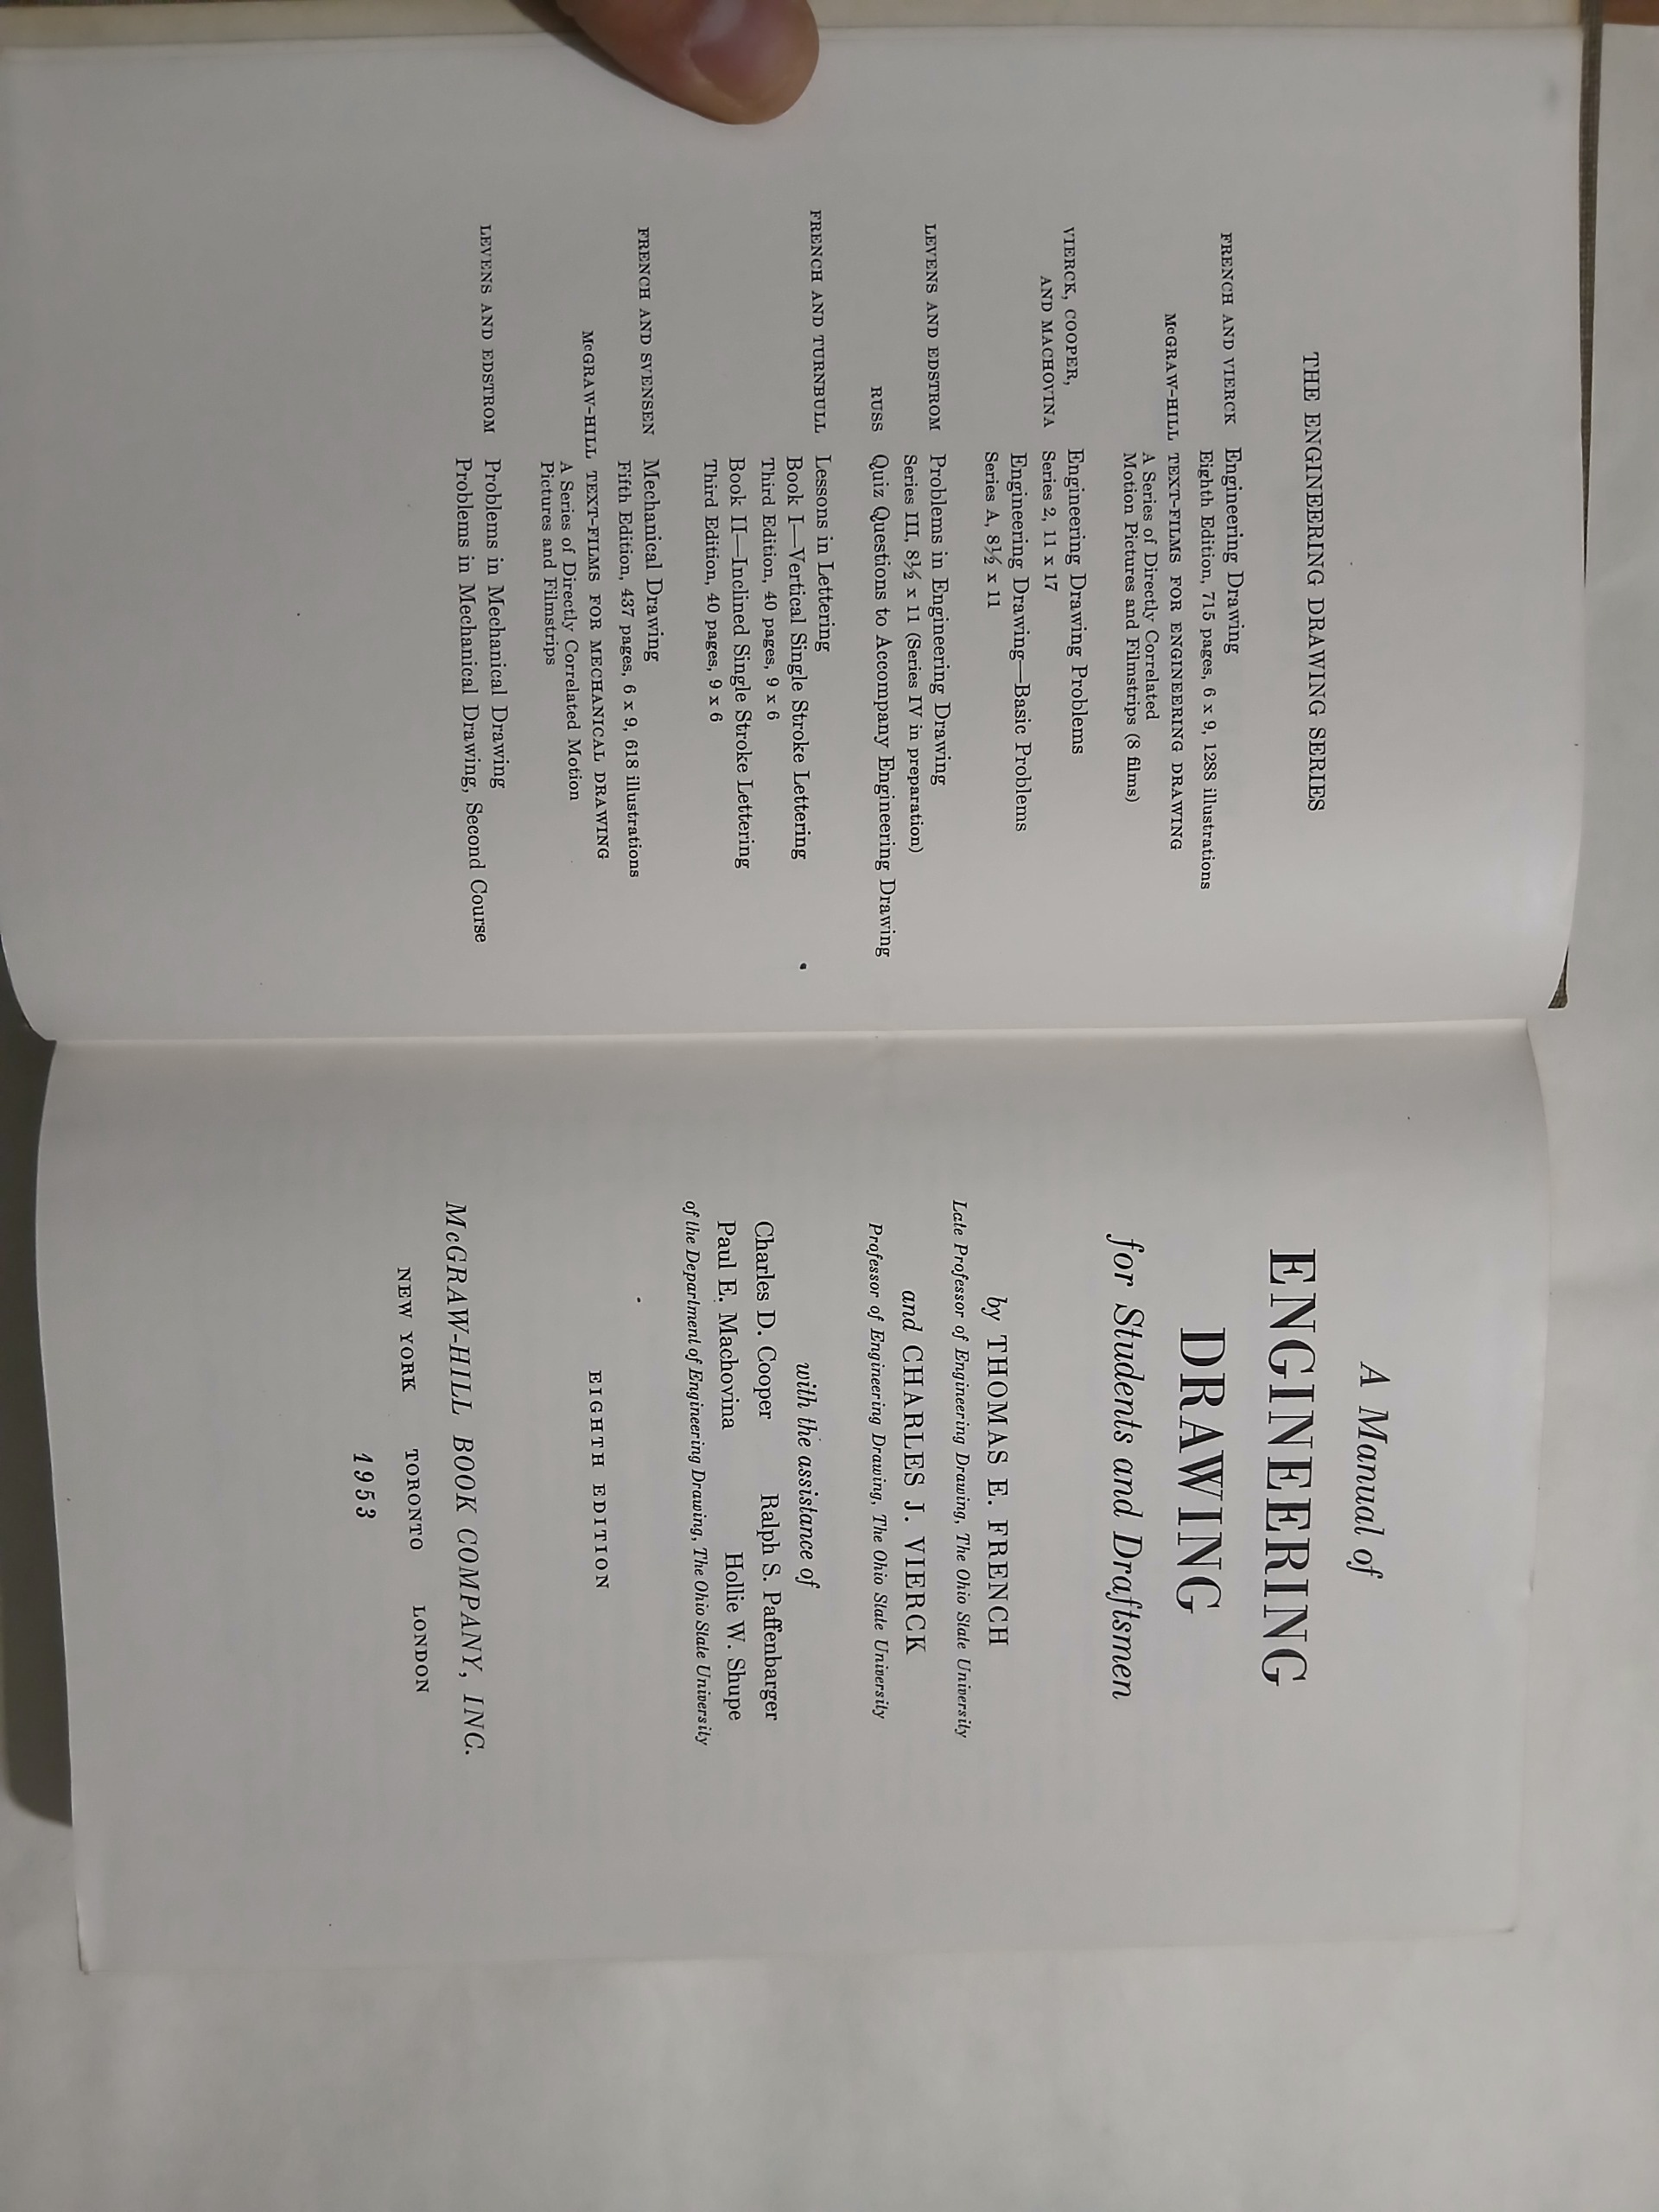 THE ENGINEERING DRAWING SERIES
FRENCH AND VIERCK Engineering Drawing
Eighth Edition, 715 pages, 6 x 9, 1288 illustrations
McGRAW-HILL TEXT-FILMS FOR ENGINEERING DRAWING
A Series of Directly Correlated
Motion Pictures and Filmstrips (8 films)
VIERCK, COOPER, Engineering Drawing Problems
AND MACHOVINA Series 2, 11 x 17
Engineering Drawing—Basic Problems
Series A, 8½ x 11
LEVENS AND EDSTROM Problems in Engineering Drawing
Series III, 8½ x 11 (Series IV in preparation)
RUSS Quiz Questions to Accompany Engineering Drawing
FRENCH AND TURNBULL Lessons in Lettering
Book I—Vertical Single Stroke Lettering
Third Edition, 40 pages, 9 x 6
Book II—Inclined Single Stroke Lettering
Third Edition, 40 pages, 9 x 6
FRENCH AND SVENSEN Mechanical Drawing
Fifth Edition, 437 pages, 6 x 9, 618 illustrations
McGRAW-HILL TEXT-FILMS FOR MECHANICAL DRAWING
A Series of Directly Correlated Motion
Pictures and Filmstrips
LEVENS AND EDSTROM Problems in Mechanical Drawing
Problems in Mechanical Drawing, Second Course
A Manual of
ENGINEERING
DRAWING
for Students and Draftsmen
by THOMAS E. FRENCH
Late Professor of Engineering Drawing, The Ohio State University
and CHARLES J. VIERCK
Professor of Engineering Drawing, The Ohio State University
with the assistance of
Charles D. Cooper Ralph S. Paffenbarger
Paul E. Machovina Hollie W. Shupe
of the Department of Engineering Drawing, The Ohio State University
EIGHTH EDITION
McGRAW-HILL BOOK COMPANY, INC.
NEW YORK TORONTO LONDON
1953